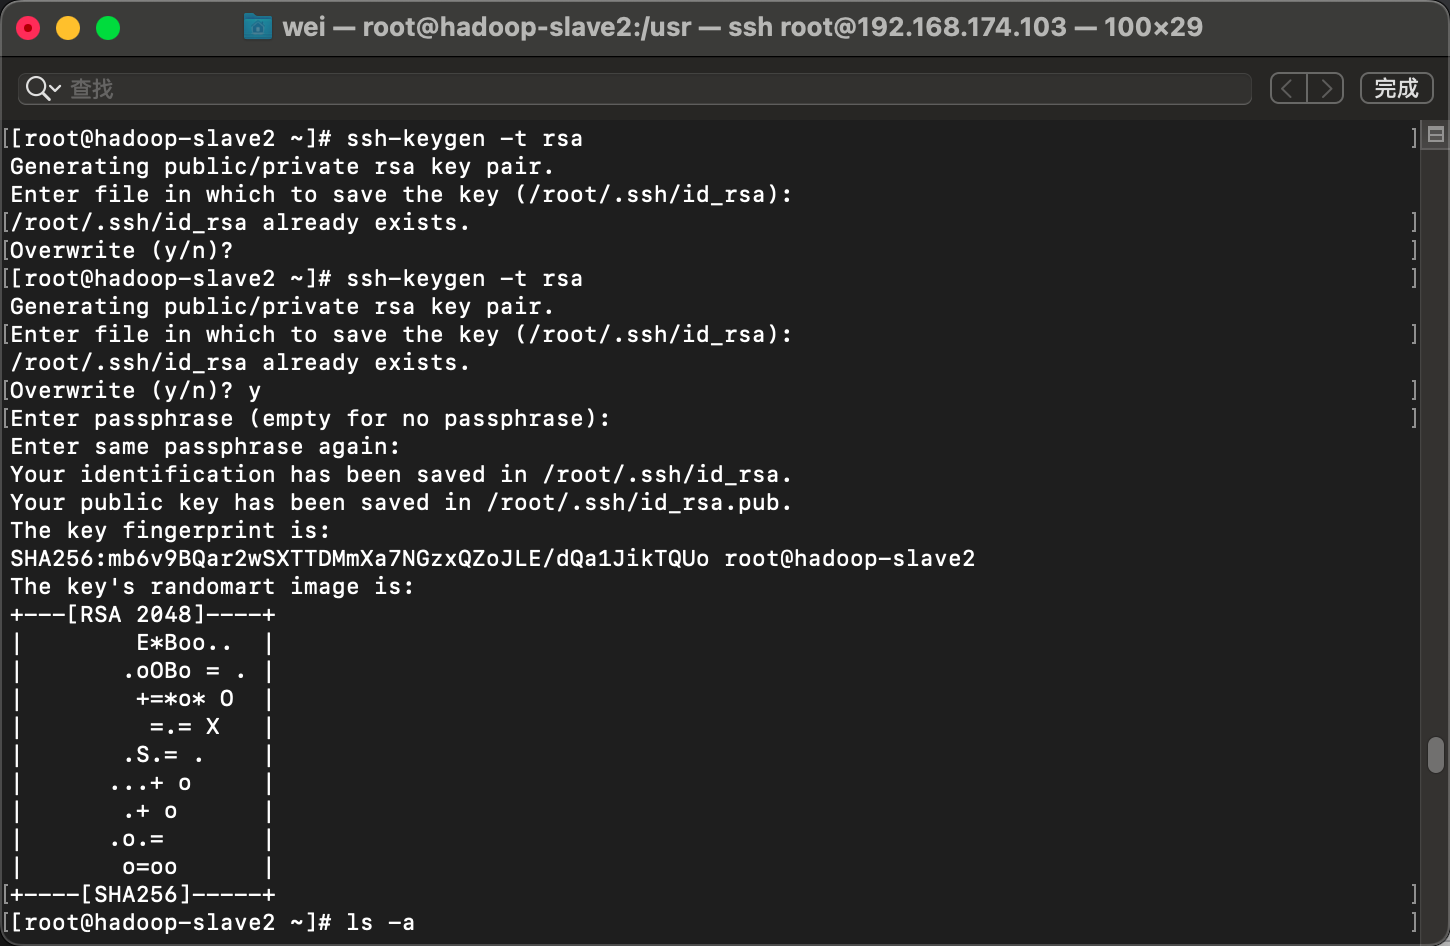 wei — root@hadoop-slave2:/usr — ssh root@192.168.174.103 — 100×29
查找
完成
[[root@hadoop-slave2 ~]# ssh-keygen -t rsa ]
Generating public/private rsa key pair.
Enter file in which to save the key (/root/.ssh/id_rsa):
[/root/.ssh/id_rsa already exists. ]
[Overwrite (y/n)? ]
[[root@hadoop-slave2 ~]# ssh-keygen -t rsa ]
Generating public/private rsa key pair.
[Enter file in which to save the key (/root/.ssh/id_rsa): ]
/root/.ssh/id_rsa already exists.
[Overwrite (y/n)? y ]
[Enter passphrase (empty for no passphrase): ]
Enter same passphrase again:
Your identification has been saved in /root/.ssh/id_rsa.
Your public key has been saved in /root/.ssh/id_rsa.pub.
The key fingerprint is:
SHA256:mb6v9BQar2wSXTTDMmXa7NGzxQZoJLE/dQa1JikTQUo root@hadoop-slave2
The key's randomart image is:
+---[RSA 2048]----+
|        E*Boo..  |
|       .oOBo = . |
|        +=*o* O  |
|         =.= X   |
|       .S.= .    |
|      ...+ o     |
|       .+ o      |
|      .o.=       |
|       o=oo      |
[+----[SHA256]-----+ ]
[[root@hadoop-slave2 ~]# ls -a ]